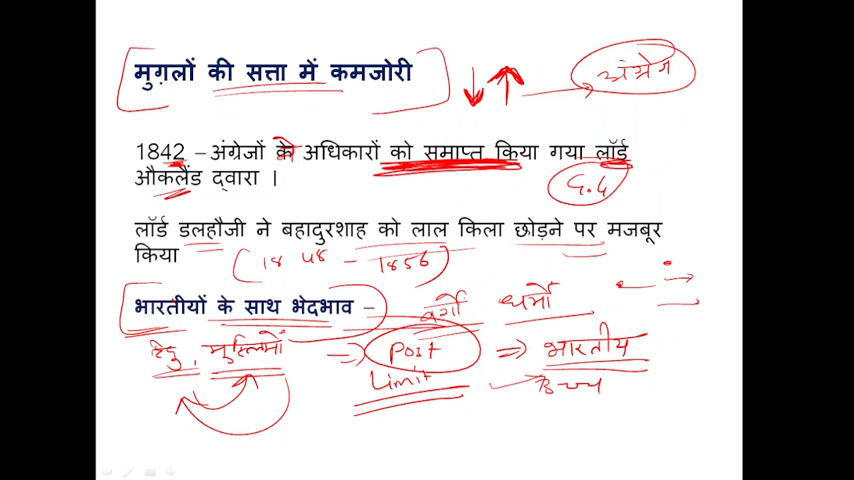 मुग़लों की सत्ता में कमजोरी
अंग्रेज
1842 – अंग्रेजों के अधिकारों को समाप्त किया गया लॉर्ड
औकलैंड द्वारा ।
लॉर्ड डलहौजी ने बहादुरशाह को लाल किला छोड़ने पर मजबूर
किया
(1848 – 1856)
भारतीयों के साथ भेदभाव –
वर्गों धर्मों
हिंदु , मुस्लिमों ⇒ Post ⇒ भारतीय
Limit